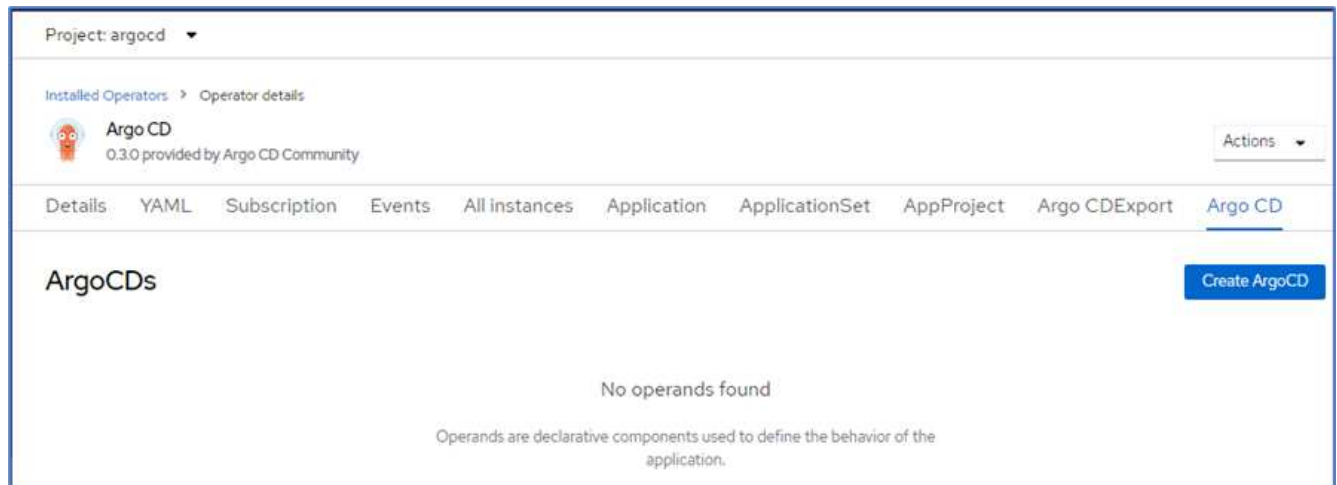 Project: argocd
Installed Operators > Operator details
Argo CD
0.3.0 provided by Argo CD Community
Actions
Details YAML Subscription Events All instances Application ApplicationSet AppProject Argo CDExport Argo CD
ArgoCDs
Create ArgoCD
No operands found
Operands are declarative components used to define the behavior of the
application.